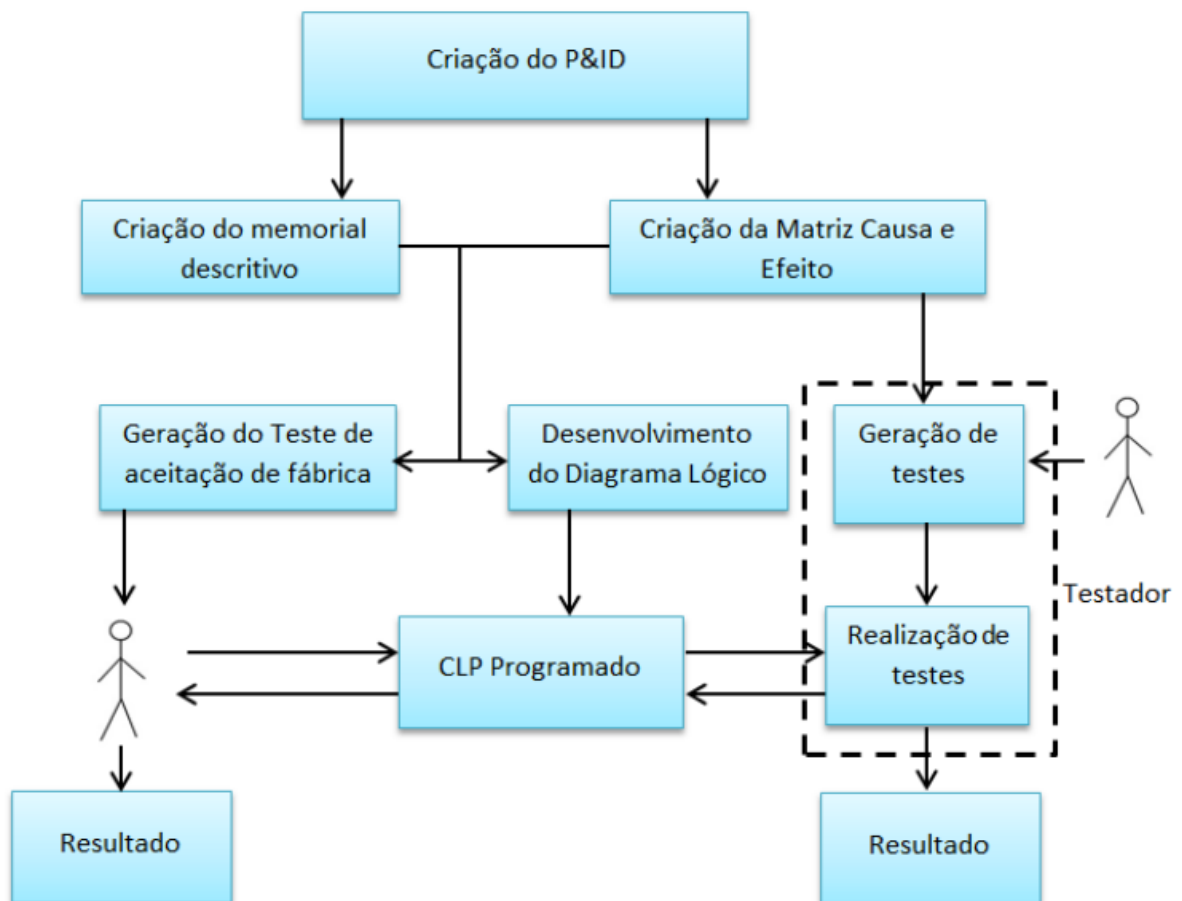 Criação do P&ID
Criação do memorial
descritivo
Criação da Matriz Causa e
Efeito
Geração do Teste de
aceitação de fábrica
Desenvolvimento
do Diagrama Lógico
Geração de
testes
Testador
CLP Programado
Realização de
testes
Resultado
Resultado